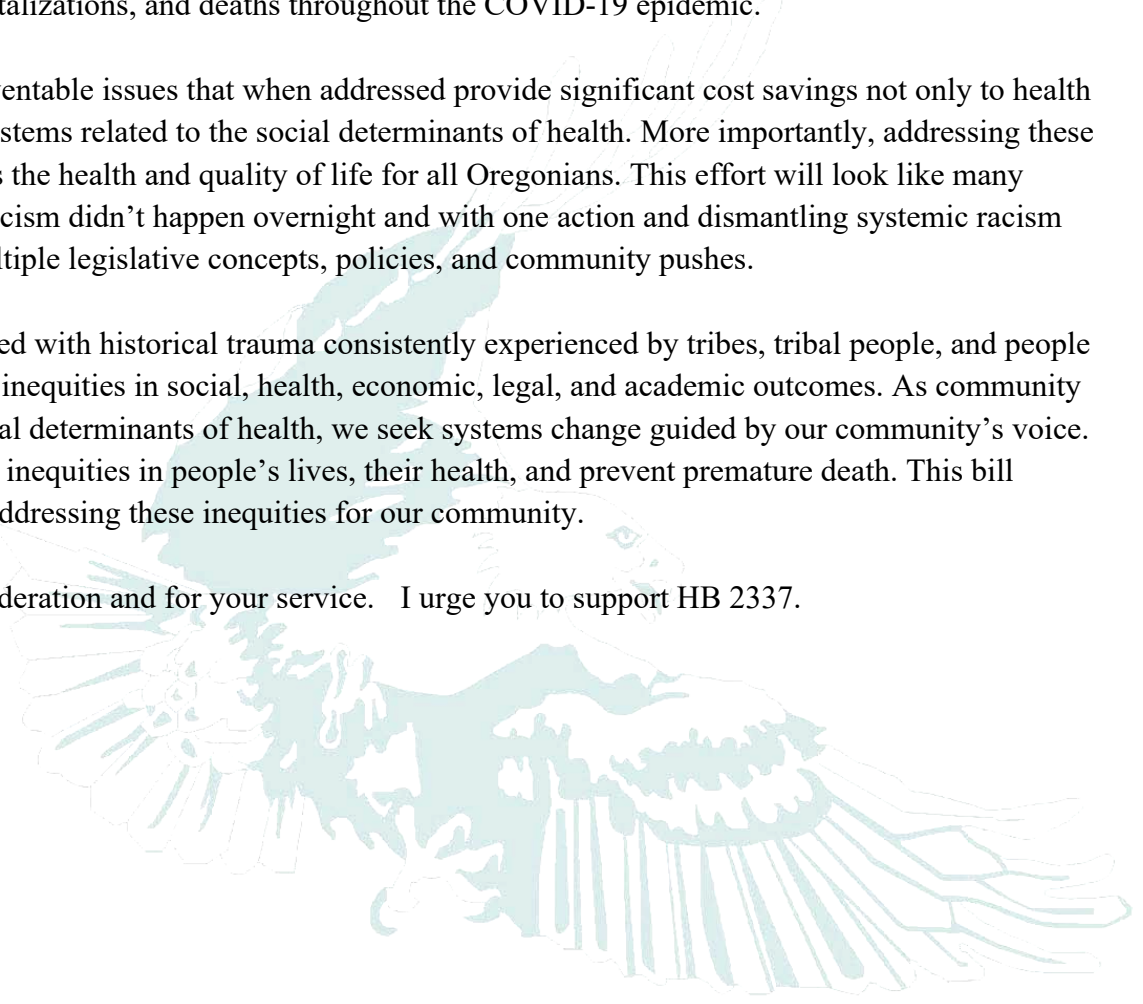 talizations, and deaths throughout the COVID-19 epidemic.
entable issues that when addressed provide significant cost savings not only to health
stems related to the social determinants of health. More importantly, addressing these
s the health and quality of life for all Oregonians. This effort will look like many
cism didn’t happen overnight and with one action and dismantling systemic racism
ltiple legislative concepts, policies, and community pushes.
ed with historical trauma consistently experienced by tribes, tribal people, and people
inequities in social, health, economic, legal, and academic outcomes. As community
al determinants of health, we seek systems change guided by our community’s voice.
inequities in people’s lives, their health, and prevent premature death. This bill
ddressing these inequities for our community.
deration and for your service. I urge you to support HB 2337.